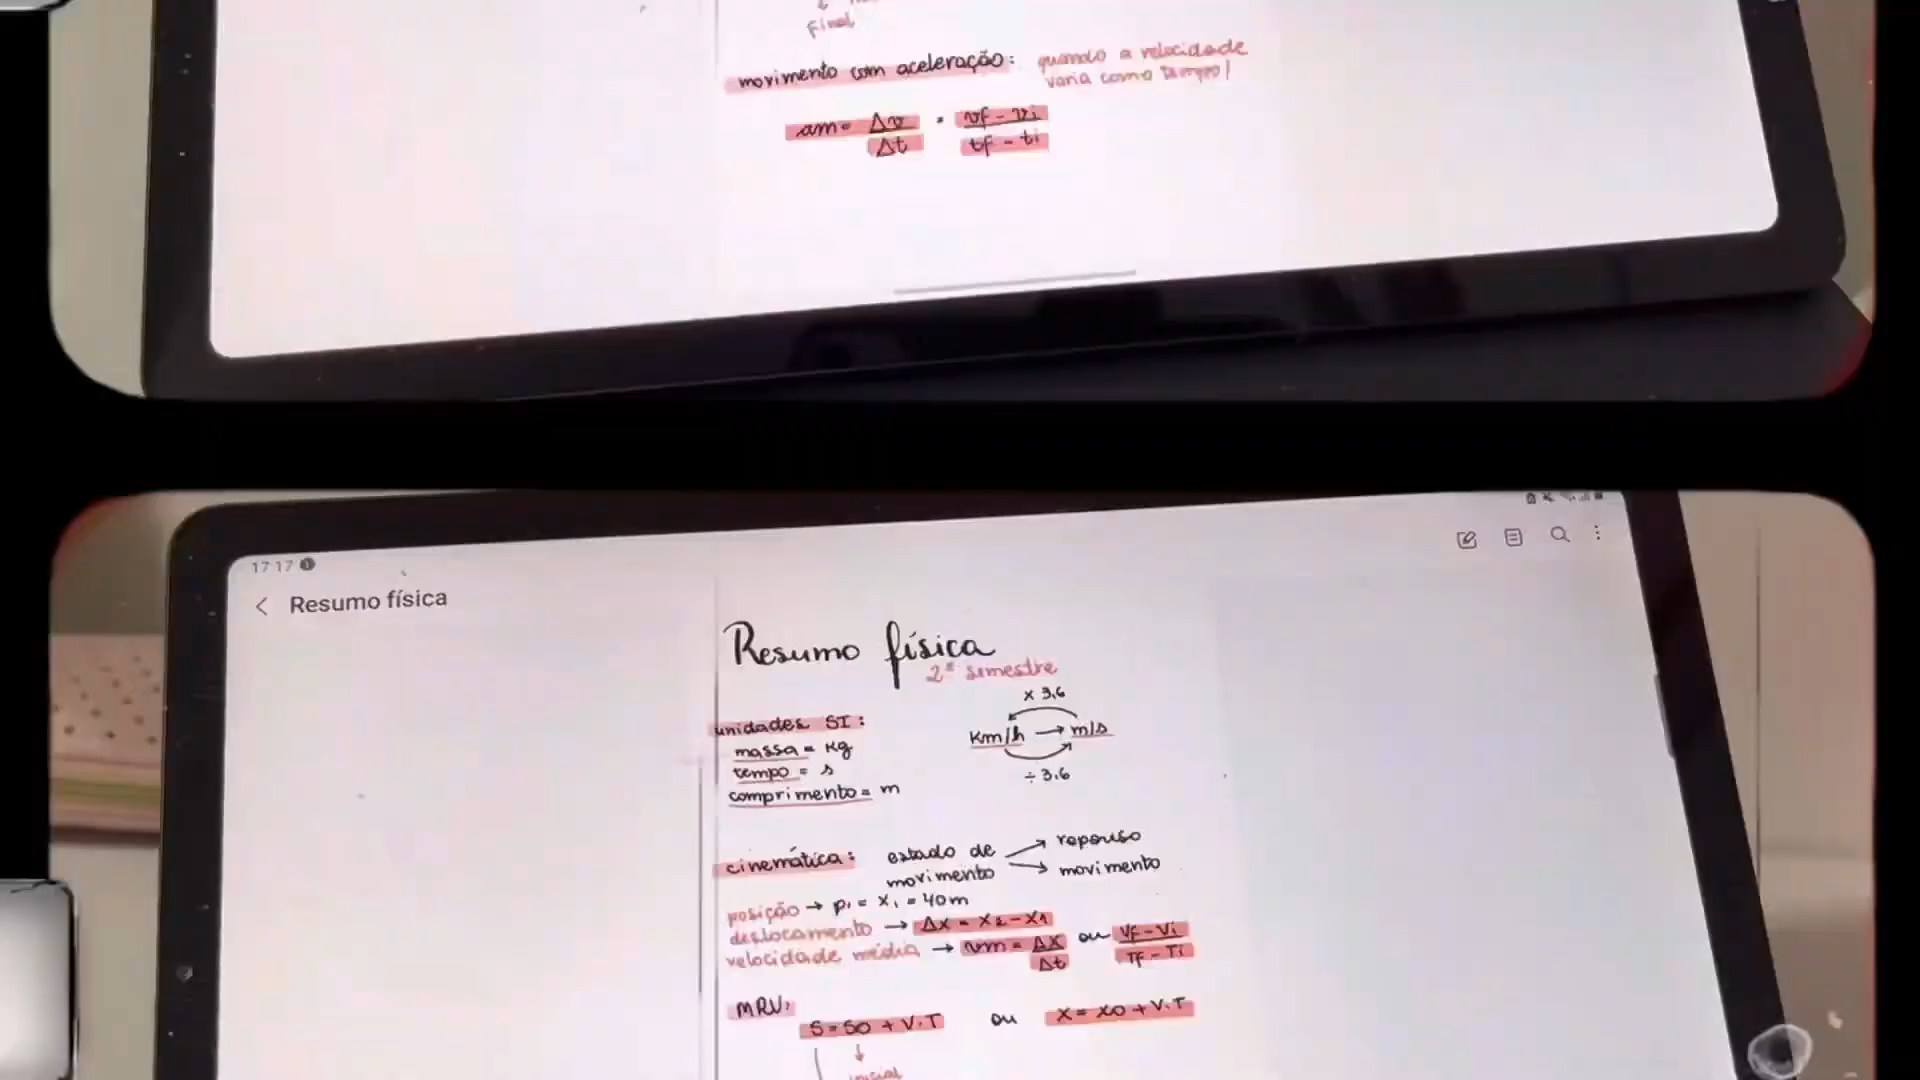 final
movimento com aceleração: quando a velocidade
varia com o tempo!
am = Δv/Δt = vf - vi/tf - ti
17:17
Resumo física
Resumo física
2º semestre
x 3,6
unidades SI:
Km/h → m/s
massa = kg
tempo = s
÷ 3,6
comprimento = m
cinemática: estado de → repouso
movimento → movimento
posição → p₁ = x₁ = 40m
deslocamento → Δx = x2 - x1
velocidade média → vm = Δx/Δt ou Vf - Vi/Tf - Ti
MRU:
S = SO + V.T ou X = XO + V.T
inicial